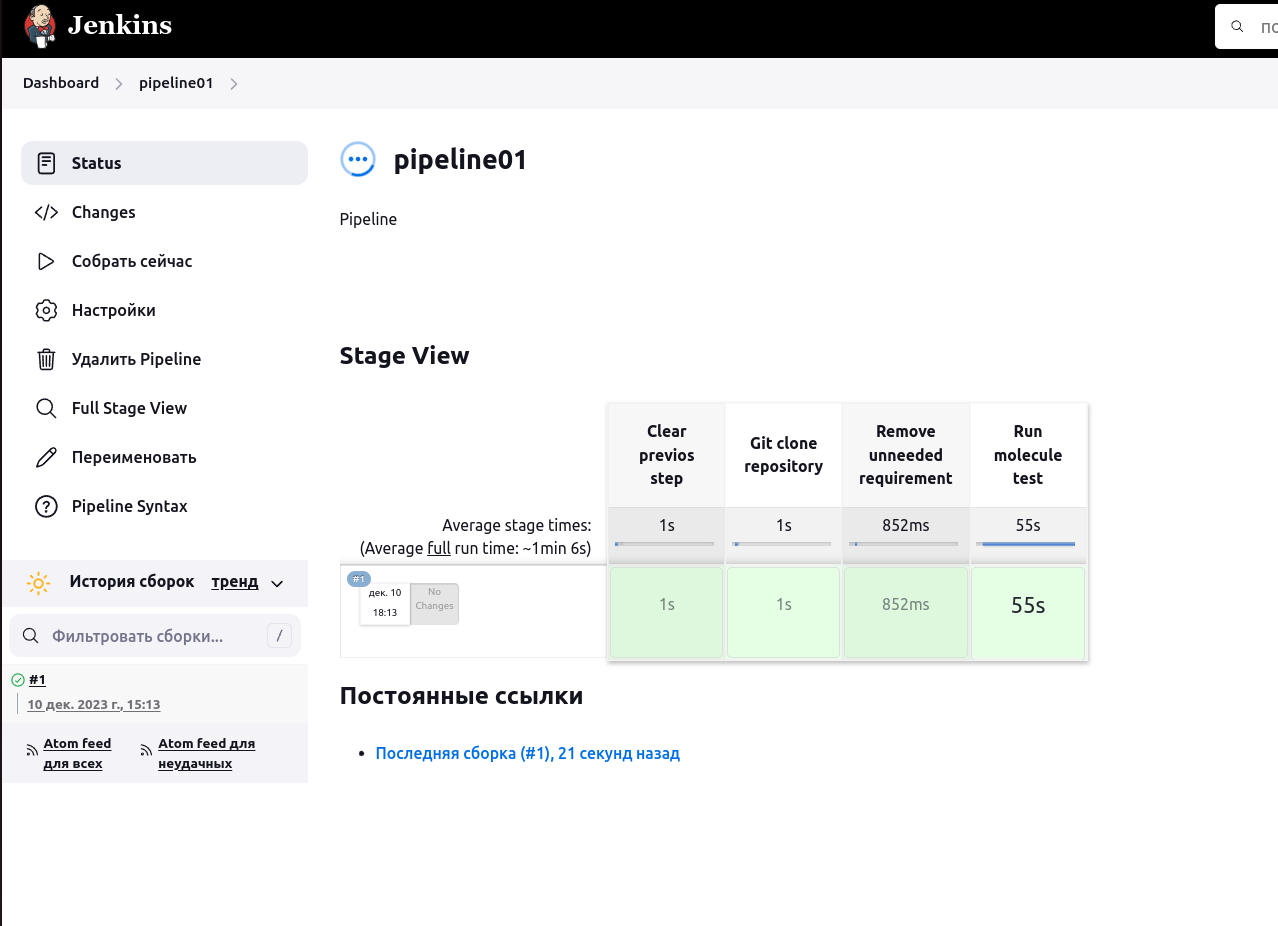 Jenkins
по
Dashboard
pipeline01
Status
Changes
Собрать сейчас
Настройки
Удалить Pipeline
Full Stage View
Переименовать
Pipeline Syntax
История сборок тренд
Фильтровать сборки... /
#1
10 дек. 2023 г., 15:13
Atom feed
для всех
Atom feed для
неудачных
pipeline01
Pipeline
Stage View
Clear
previos
step
Git clone
repository
Remove
unneeded
requirement
Run
molecule
test
Average stage times:
(Average full run time: ~1min 6s)
1s
1s
852ms
55s
#1
дек. 10
18:13
No
Changes
1s
1s
852ms
55s
Постоянные ссылки
Последняя сборка (#1), 21 секунд назад